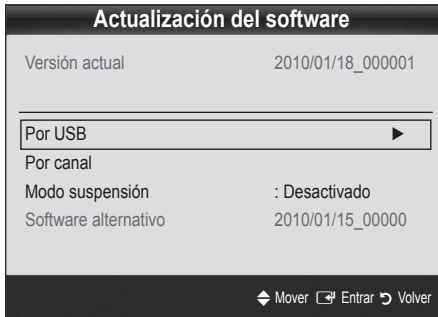 Actualización del software
Versión actual 2010/01/18_000001
Por USB
Por canal
Modo suspensión : Desactivado
Software alternativo 2010/01/15_00000
Mover Entrar Volver